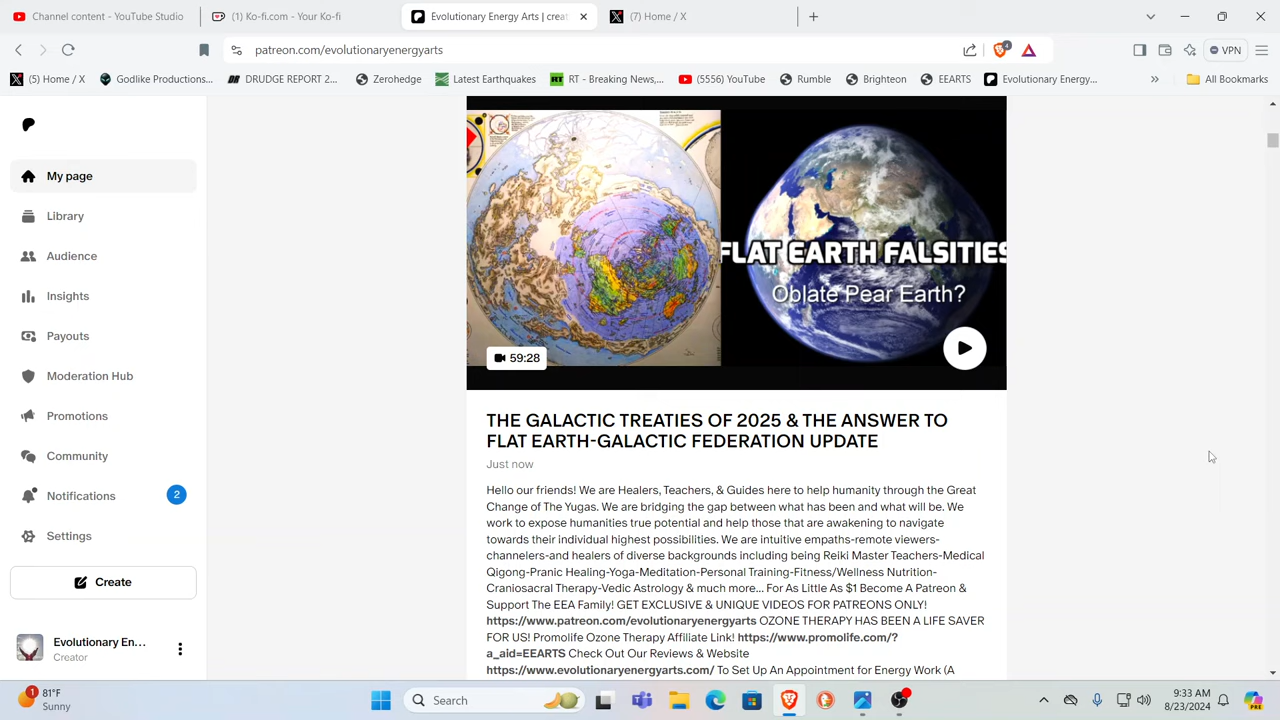 Channel content - YouTube Studio
(1) Ko-fi.com - Your Ko-fi
Evolutionary Energy Arts | creat
(7) Home / X
patreon.com/evolutionaryenergyarts
4
VPN
(5) Home / X
Godlike Productions...
DRUDGE REPORT 2...
Zerohedge
Latest Earthquakes
RT - Breaking News,...
(5556) YouTube
Rumble
Brighteon
EEARTS
Evolutionary Energy...
All Bookmarks
My page
Library
Audience
Insights
Payouts
Moderation Hub
Promotions
Community
Notifications
2
Settings
Create
Evolutionary En...
Creator
FLAT EARTH FALSITIES
Oblate Pear Earth?
59:28
THE GALACTIC TREATIES OF 2025 & THE ANSWER TO
FLAT EARTH-GALACTIC FEDERATION UPDATE
Just now
Hello our friends! We are Healers, Teachers, & Guides here to help humanity through the Great
Change of The Yugas. We are bridging the gap between what has been and what will be. We
work to expose humanities true potential and help those that are awakening to navigate
towards their individual highest possibilities. We are intuitive empaths-remote viewers-
channelers-and healers of diverse backgrounds including being Reiki Master Teachers-Medical
Qigong-Pranic Healing-Yoga-Meditation-Personal Training-Fitness/Wellness Nutrition-
Craniosacral Therapy-Vedic Astrology & much more... For As Little As $1 Become A Patreon &
Support The EEA Family! GET EXCLUSIVE & UNIQUE VIDEOS FOR PATREONS ONLY!
https://www.patreon.com/evolutionaryenergyarts OZONE THERAPY HAS BEEN A LIFE SAVER
FOR US! Promolife Ozone Therapy Affiliate Link! https://www.promolife.com/?
a_aid=EEARTS Check Out Our Reviews & Website
https://www.evolutionaryenergyarts.com/ To Set Up An Appointment for Energy Work (A
1
81°F
Sunny
Search
9:33 AM
8/23/2024